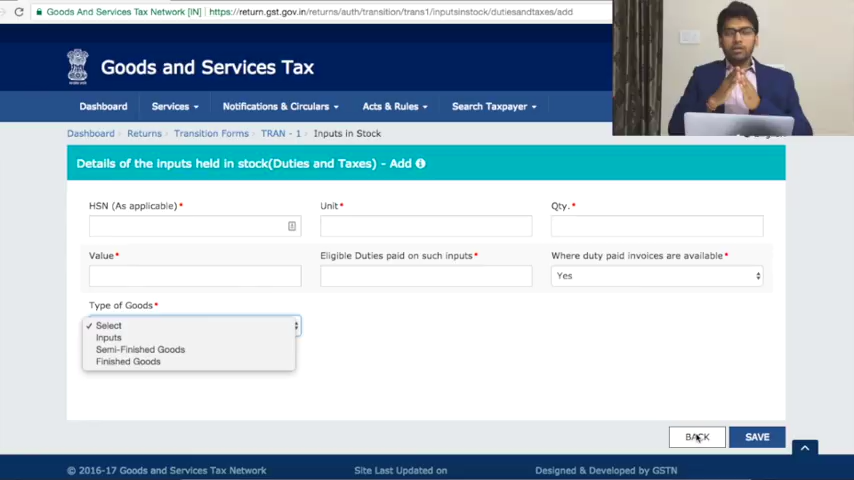 Goods And Services Tax Network [IN] https://return.gst.gov.in/returns/auth/transition/trans1/inputsinstock/dutiesandtaxes/add
Goods and Services Tax
Dashboard Services Notifications & Circulars Acts & Rules Search Taxpayer
Dashboard Returns Transition Forms TRAN - 1 Inputs in Stock
Details of the inputs held in stock(Duties and Taxes) - Add
HSN (As applicable)* Unit* Qty.*
Value* Eligible Duties paid on such inputs* Where duty paid invoices are available*
Yes
Type of Goods*
✓ Select
Inputs
Semi-Finished Goods
Finished Goods
BACK SAVE
© 2016-17 Goods and Services Tax Network Site Last Updated on Designed & Developed by GSTN